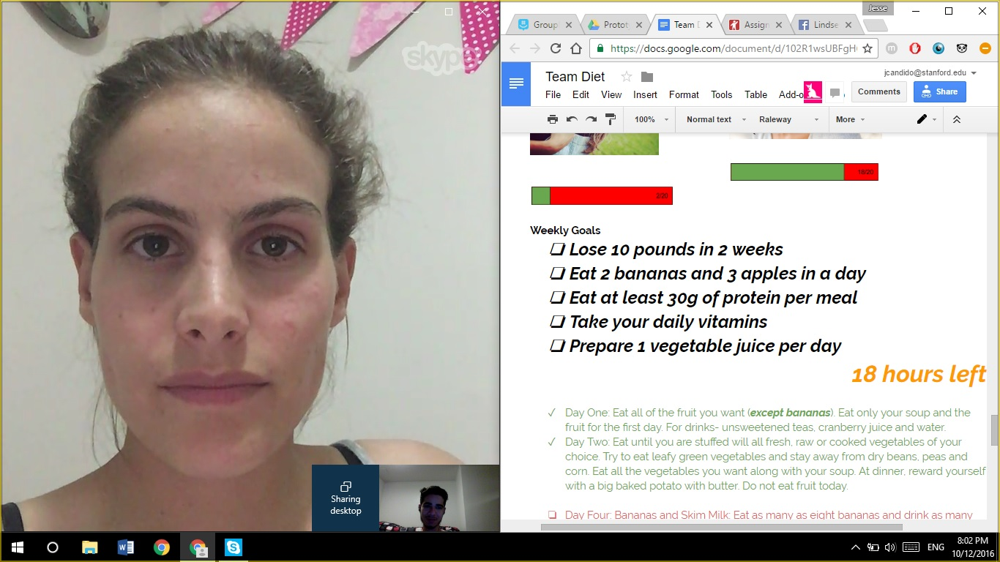 skype
Sharing
desktop
Jesse
Group
Protot
Team D
Assign
Lindse
https://docs.google.com/document/d/102R1wsUBFgH
Team Diet
jcandido@stanford.edu
File Edit View Insert Format Tools Table Add-o
Comments
Share
100% Normal text Raleway More
18/20
2/20
Weekly Goals
❏ Lose 10 pounds in 2 weeks
❏ Eat 2 bananas and 3 apples in a day
❏ Eat at least 30g of protein per meal
❏ Take your daily vitamins
❏ Prepare 1 vegetable juice per day
18 hours left
✓ Day One: Eat all of the fruit you want (except bananas). Eat only your soup and the
fruit for the first day. For drinks- unsweetened teas, cranberry juice and water.
✓ Day Two: Eat until you are stuffed will all fresh, raw or cooked vegetables of your
choice. Try to eat leafy green vegetables and stay away from dry beans, peas and
corn. Eat all the vegetables you want along with your soup. At dinner, reward yourself
with a big baked potato with butter. Do not eat fruit today.
❏ Day Four: Bananas and Skim Milk: Eat as many as eight bananas and drink as many
ENG
8:02 PM
10/12/2016